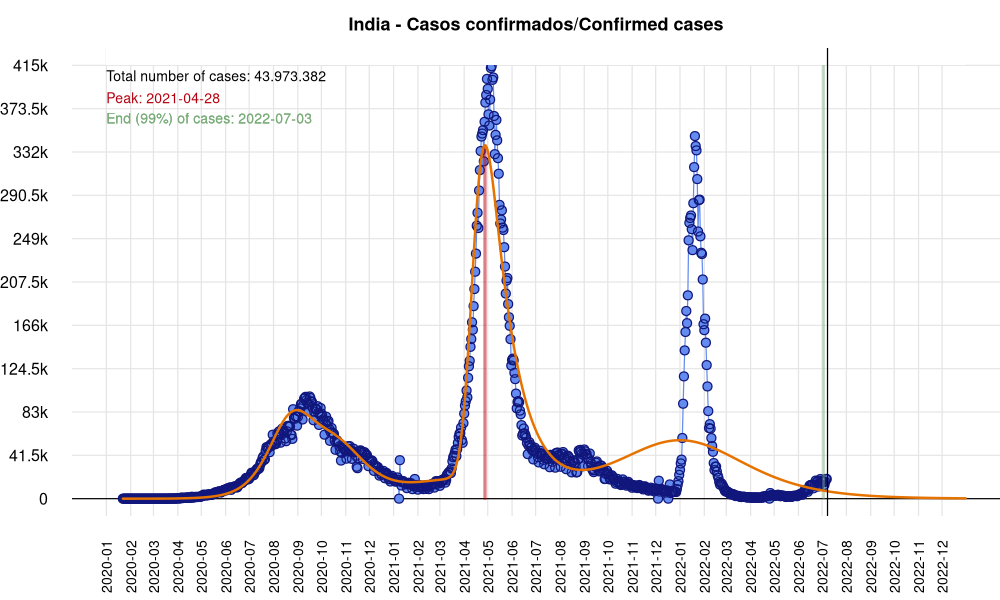 India - Casos confirmados/Confirmed cases
Total number of cases: 43.973.382
Peak: 2021-04-28
End (99%) of cases: 2022-07-03
415k
373.5k
332k
290.5k
249k
207.5k
166k
124.5k
83k
41.5k
0
2020-01
2020-02
2020-03
2020-04
2020-05
2020-06
2020-07
2020-08
2020-09
2020-10
2020-11
2020-12
2021-01
2021-02
2021-03
2021-04
2021-05
2021-06
2021-07
2021-08
2021-09
2021-10
2021-11
2021-12
2022-01
2022-02
2022-03
2022-04
2022-05
2022-06
2022-07
2022-08
2022-09
2022-10
2022-11
2022-12